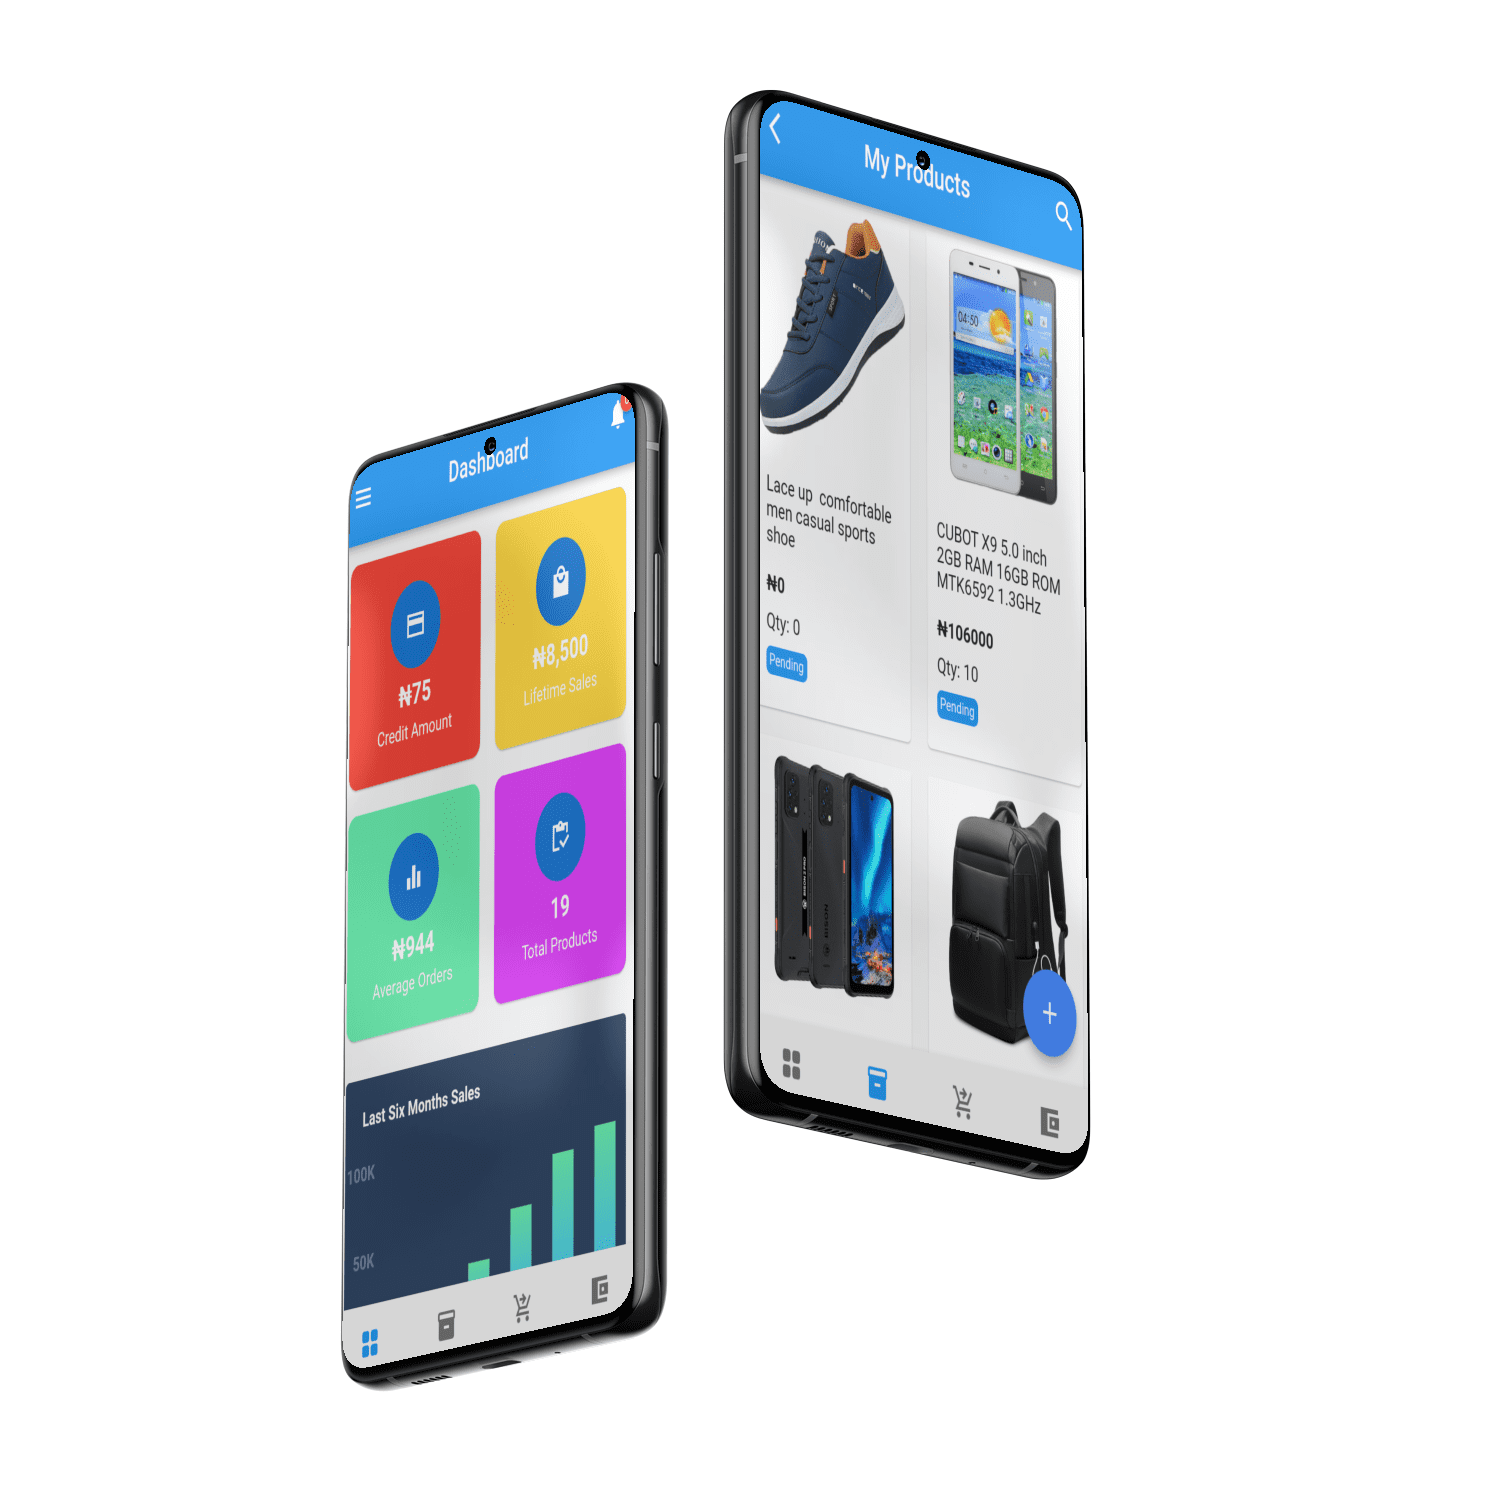 Dashboard
₦75
Credit Amount
₦8,500
Lifetime Sales
₦944
Average Orders
19
Total Products
Last Six Months Sales
100K
50K
My Products
04:50
Lace up  comfortable
men casual sports
shoe
₦0
Qty: 0
Pending
CUBOT X9 5.0 inch
2GB RAM 16GB ROM
MTK6592 1.3GHz
₦106000
Qty: 10
Pending